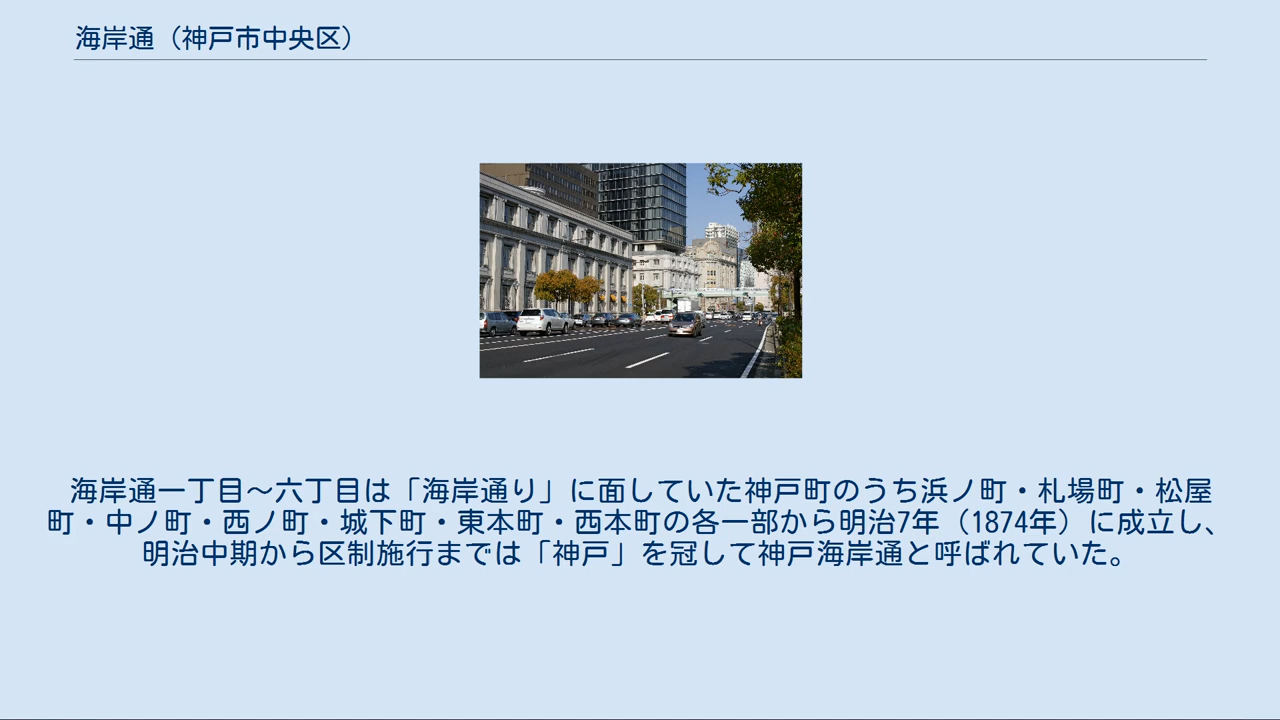 海岸通（神戸市中央区）
海岸通一丁目～六丁目は「海岸通り」に面していた神戸町のうち浜ノ町・札場町・松屋
町・中ノ町・西ノ町・城下町・東本町・西本町の各一部から明治7年（1874年）に成立し、
明治中期から区制施行までは「神戸」を冠して神戸海岸通と呼ばれていた。